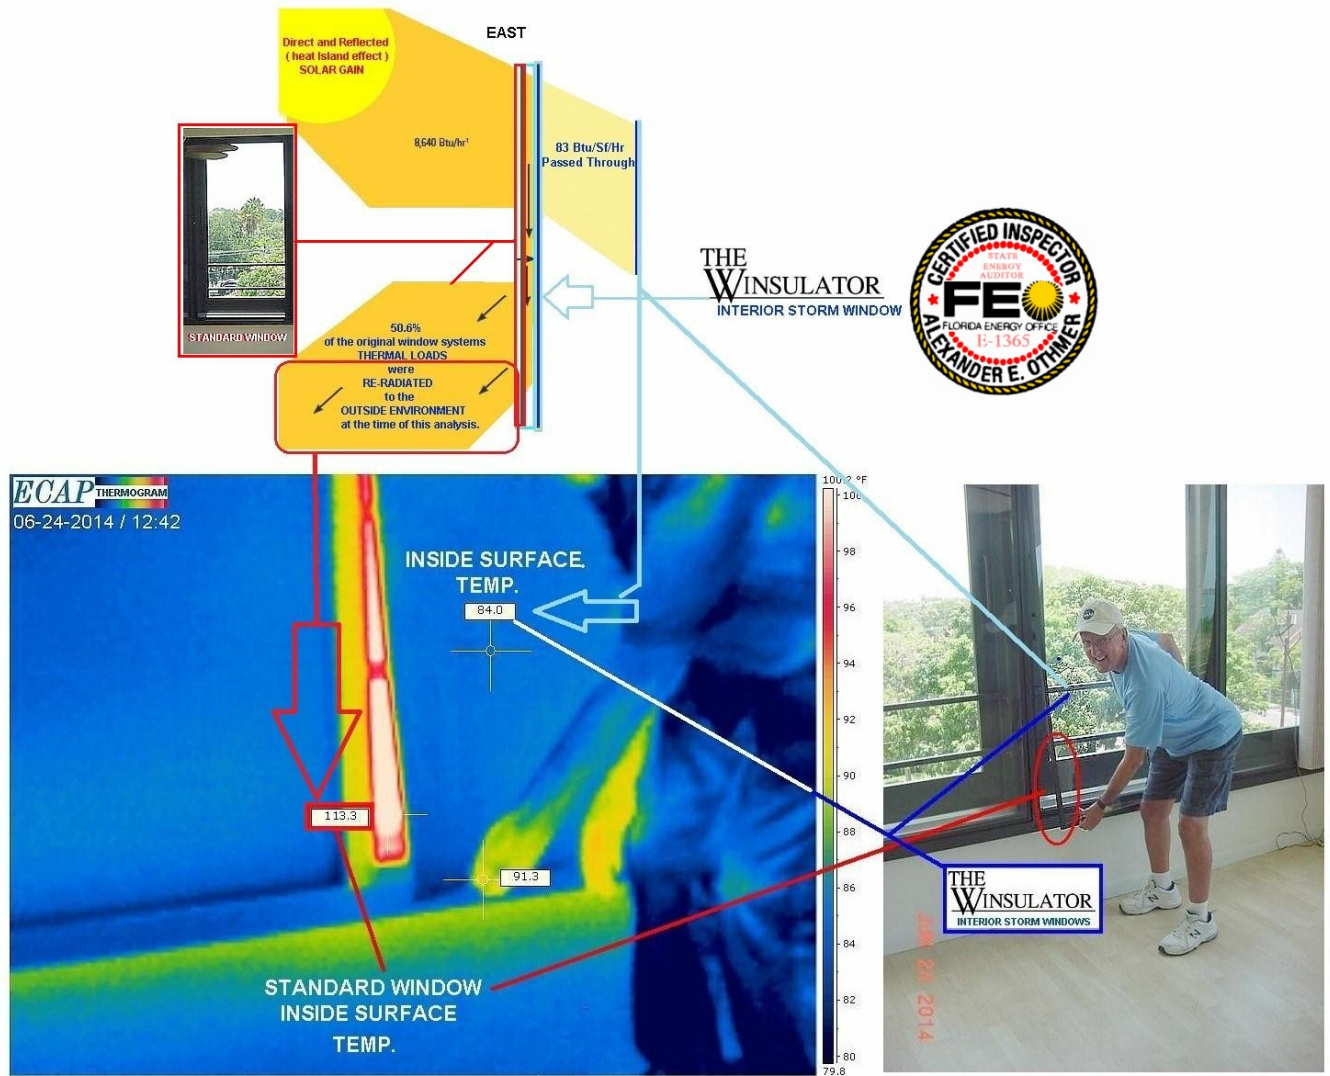 EAST
Direct and Reflected
( heat Island effect )
SOLAR GAIN
8,640 Btu/hr¹
83 Btu/Sf/Hr
Passed Through
STANDARD WINDOW
50.6%
of the original window systems
THERMAL LOADS
were
RE-RADIATED
to the
OUTSIDE ENVIRONMENT
at the time of this analysis.
THE
WINSULATOR
INTERIOR STORM WINDOW
CERTIFIED INSPECTOR
STATE
ENERGY
AUDITOR
FEO
FLORIDA ENERGY OFFICE
E-1365
ALEXANDER E. OTHMER
ECAP THERMOGRAM
06-24-2014 / 12:42
INSIDE SURFACE
TEMP.
84.0
113.3
91.3
STANDARD WINDOW
INSIDE SURFACE
TEMP.
100.2 °F
100
98
96
94
92
90
88
86
84
82
80
79.8
THE
WINSULATOR
INTERIOR STORM WINDOWS
2014